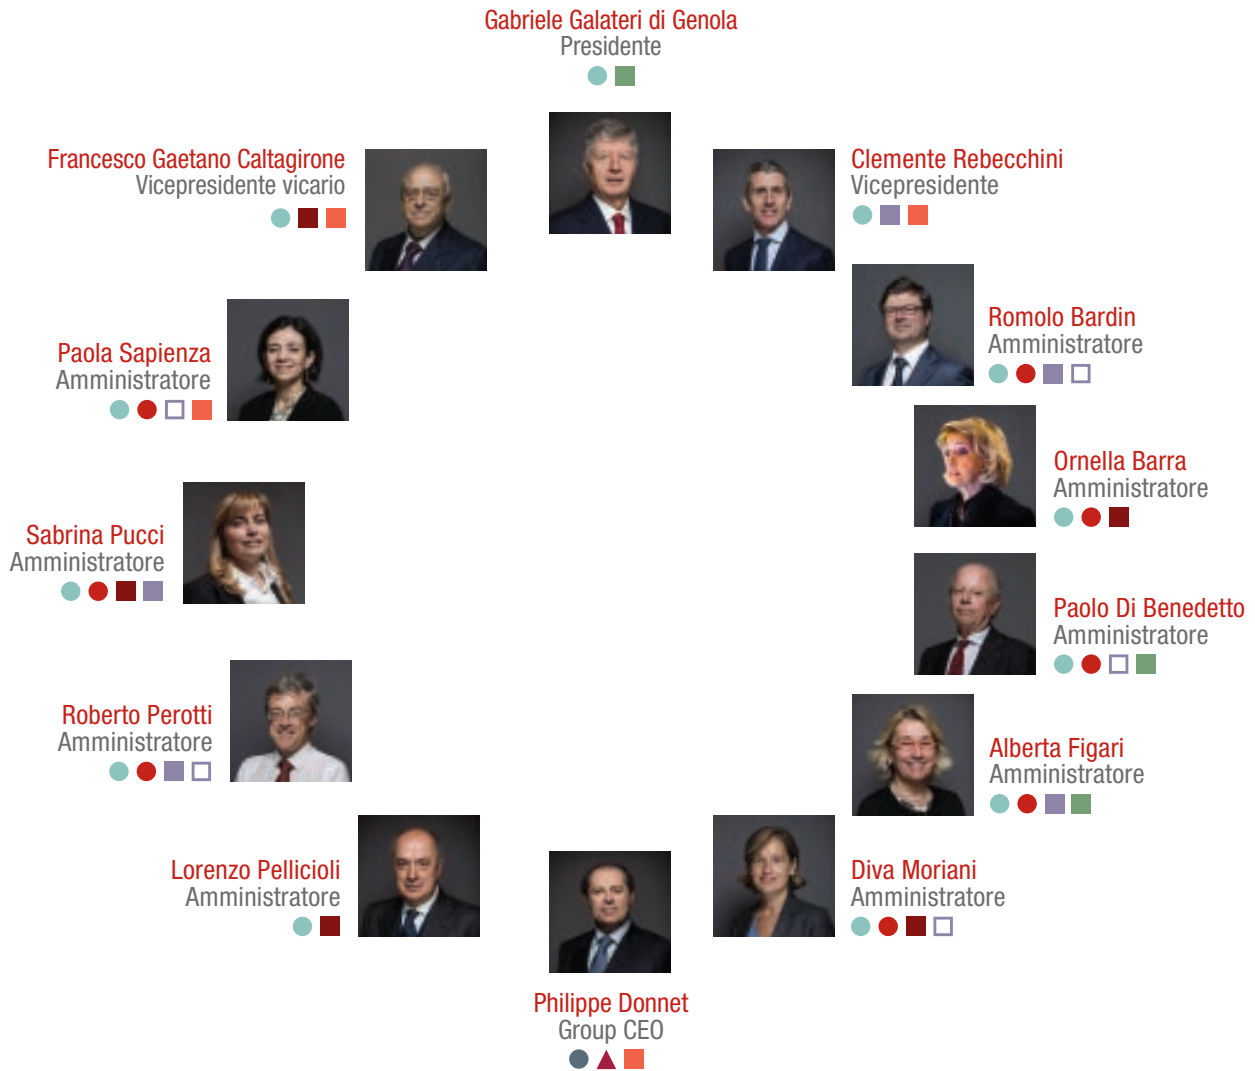 Gabriele Galateri di Genola
Presidente
Francesco Gaetano Caltagirone
Vicepresidente vicario
Clemente Rebecchini
Vicepresidente
Romolo Bardin
Amministratore
Paola Sapienza
Amministratore
Ornella Barra
Amministratore
Sabrina Pucci
Amministratore
Paolo Di Benedetto
Amministratore
Roberto Perotti
Amministratore
Alberta Figari
Amministratore
Lorenzo Pellicioli
Amministratore
Diva Moriani
Amministratore
Philippe Donnet
Group CEO